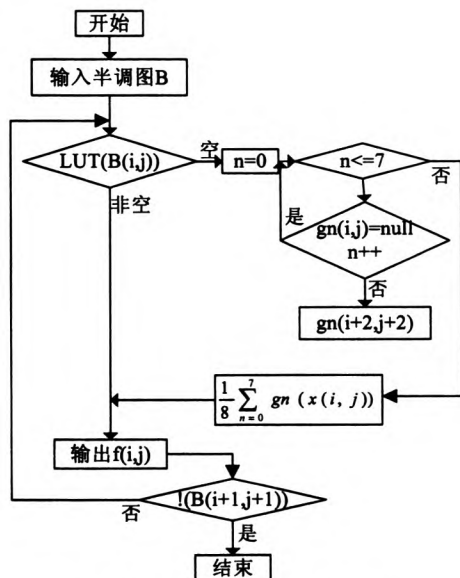 开始
输入半调图B
LUT(B(i,j))
空
n=0
n<=7
否
非空
是
gn(i,j)=null
n++
否
gn(i+2,j+2)
1/8 ∑ n=0 7 gn (x(i, j))
输出f(i,j)
!(B(i+1,j+1))
否
是
结束